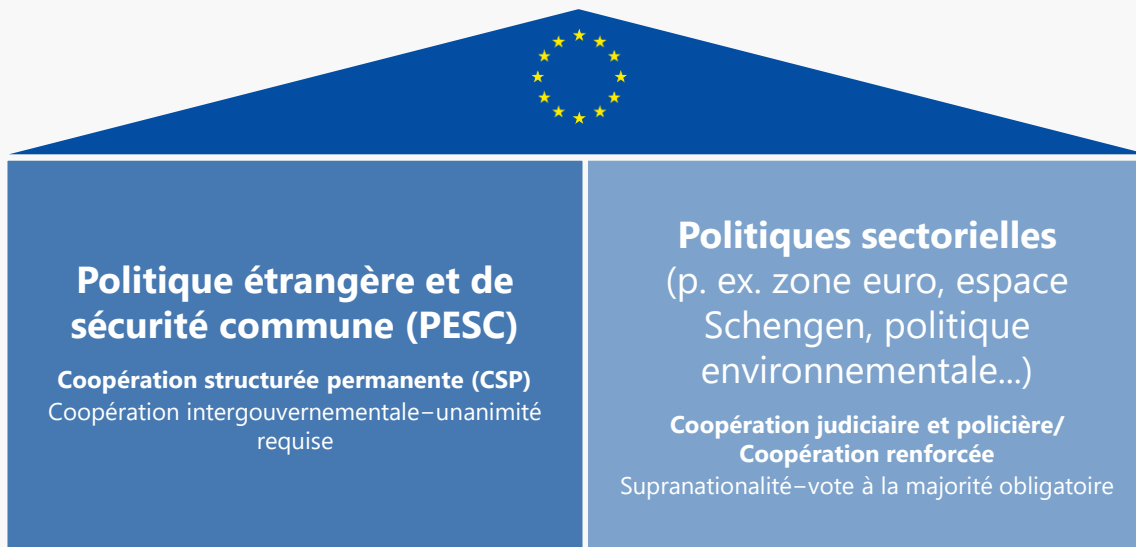 Politique étrangère et de
sécurité commune (PESC)
Coopération structurée permanente (CSP)
Coopération intergouvernementale–unanimité
requise
Politiques sectorielles
(p. ex. zone euro, espace
Schengen, politique
environnementale...)
Coopération judiciaire et policière/
Coopération renforcée
Supranationalité–vote à la majorité obligatoire